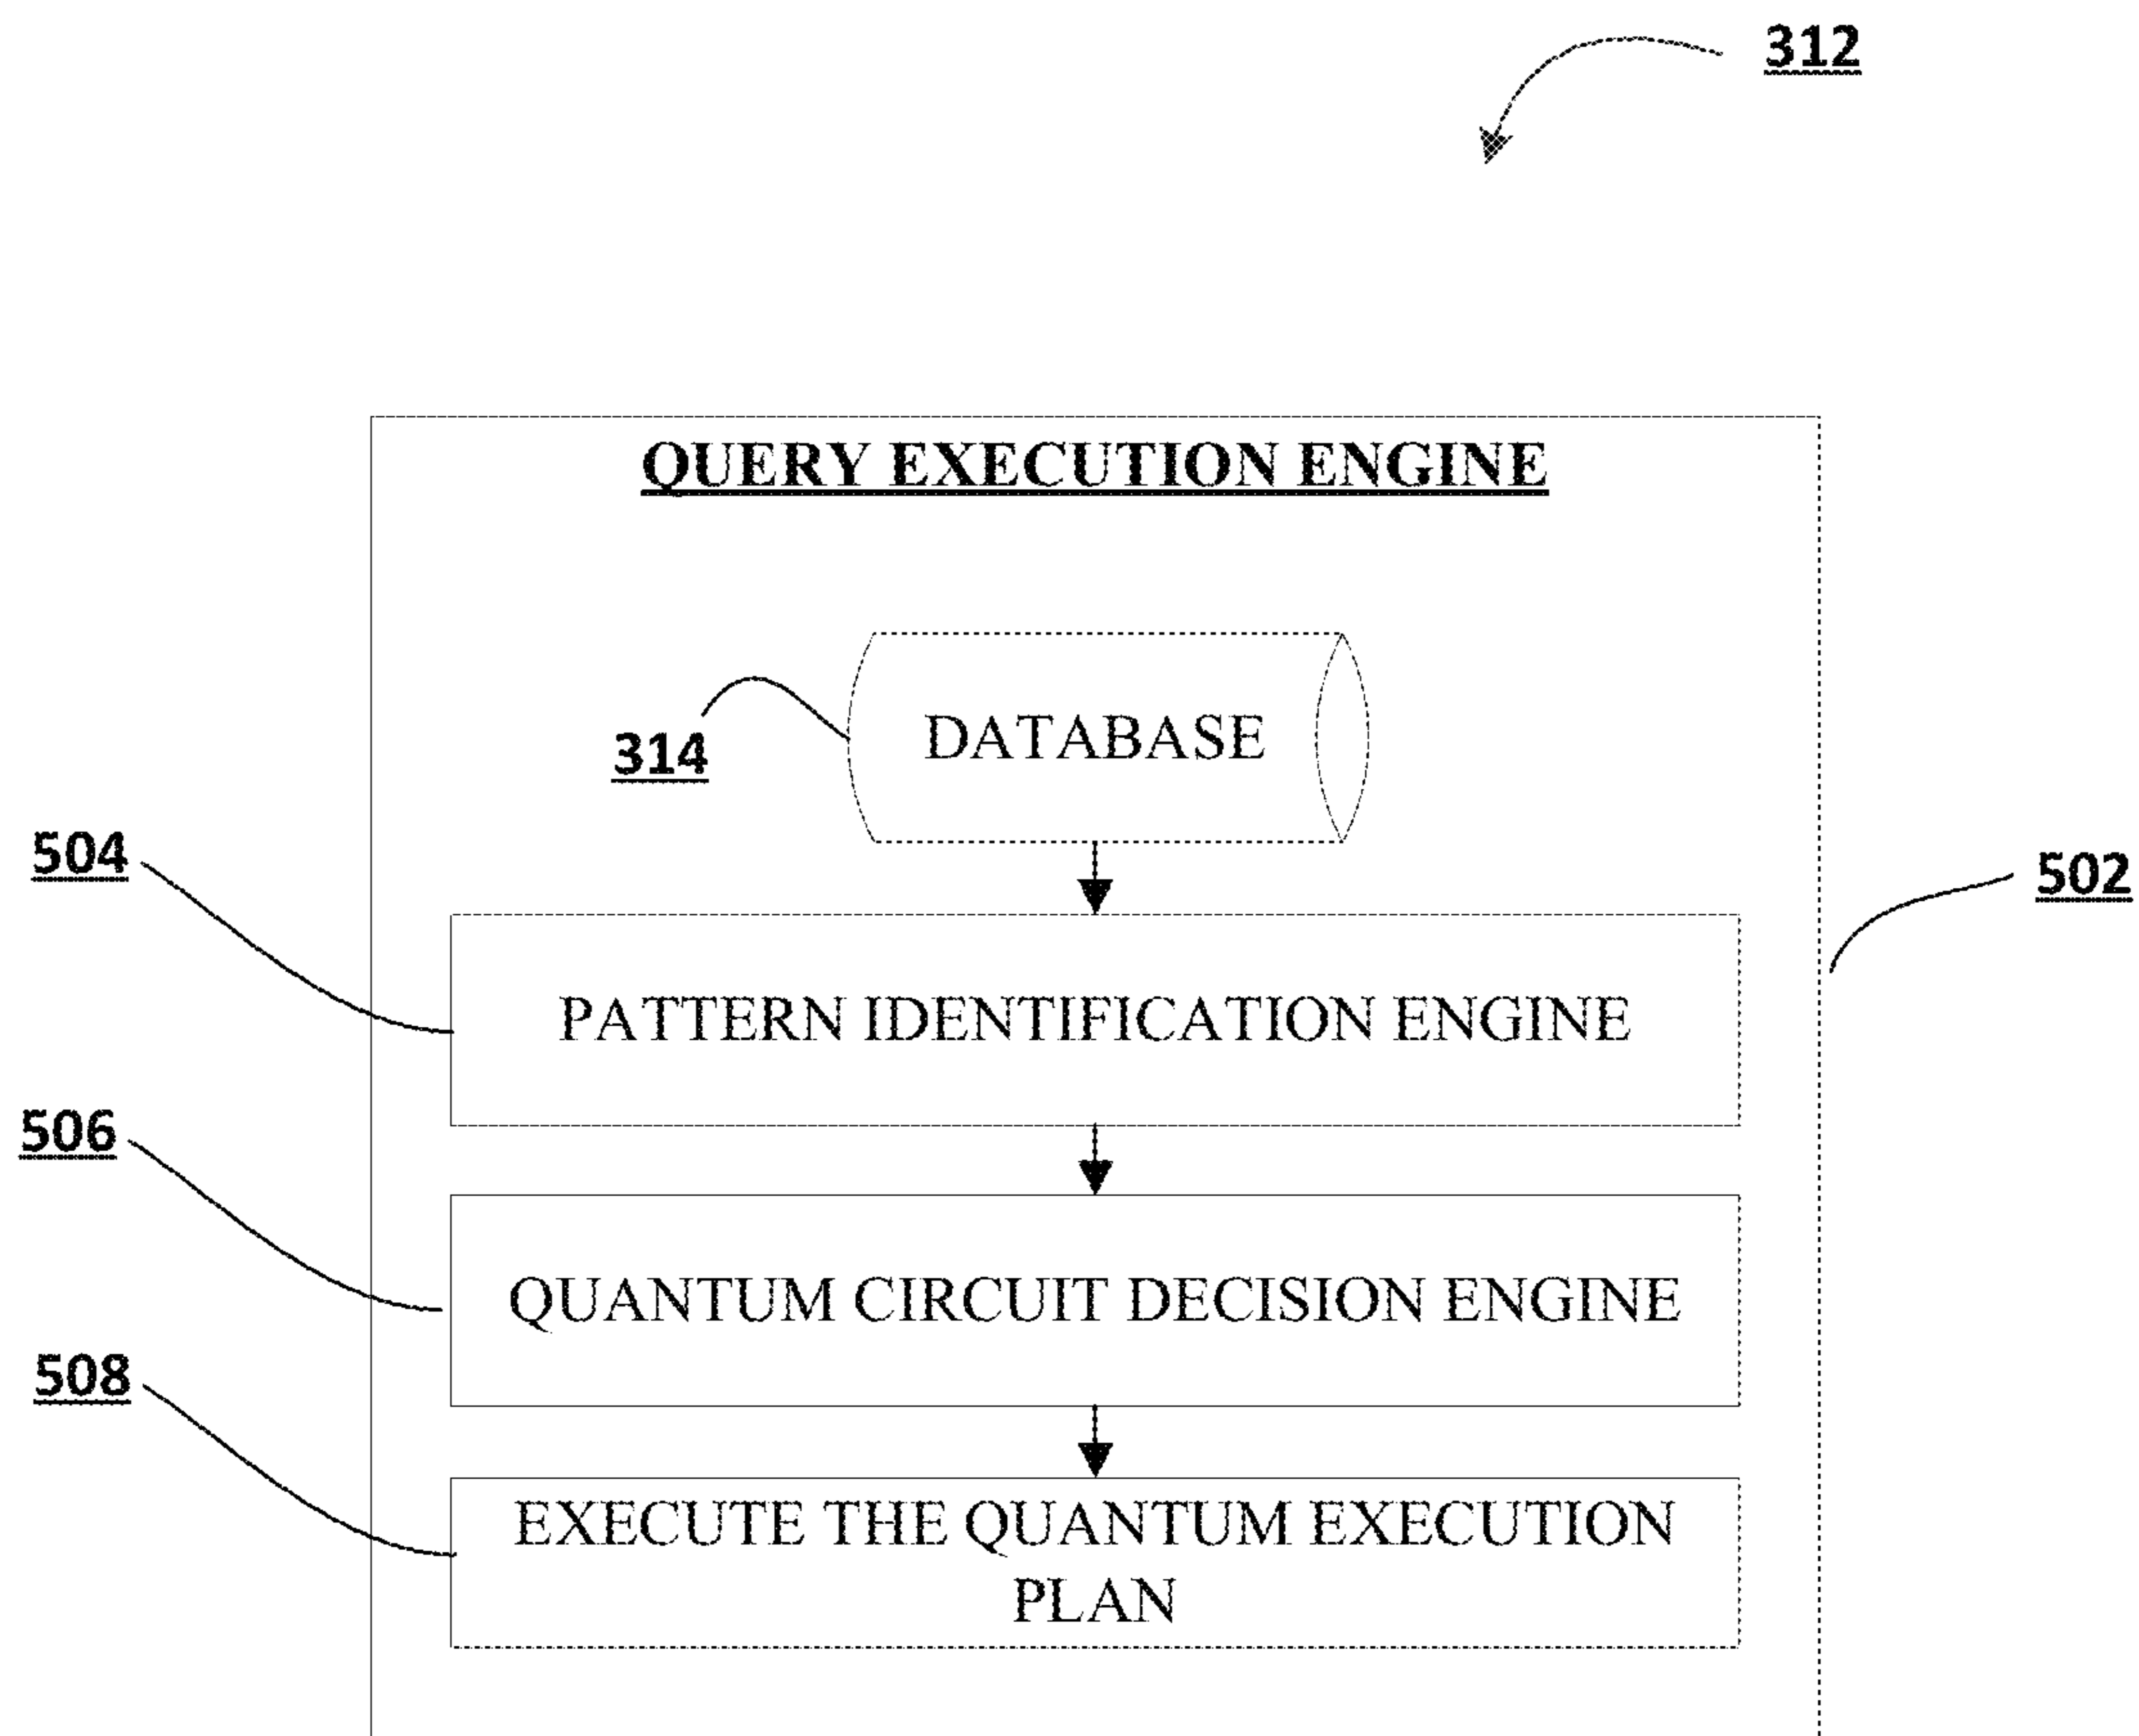 312
QUERY EXECUTION ENGINE
DATABASE
314
504
502
PATTERN IDENTIFICATION ENGINE
506
QUANTUM CIRCUIT DECISION ENGINE
508
EXECUTE THE QUANTUM EXECUTION
PLAN